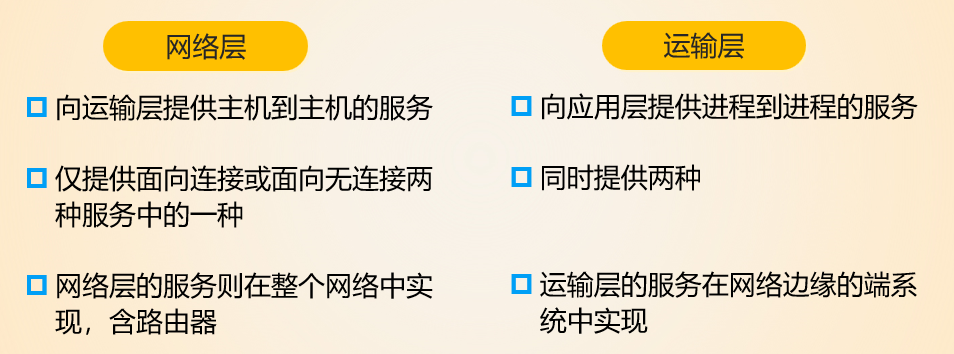 网络层
向运输层提供主机到主机的服务
仅提供面向连接或面向无连接两
种服务中的一种
网络层的服务则在整个网络中实
现，含路由器
运输层
向应用层提供进程到进程的服务
同时提供两种
运输层的服务在网络边缘的端系
统中实现